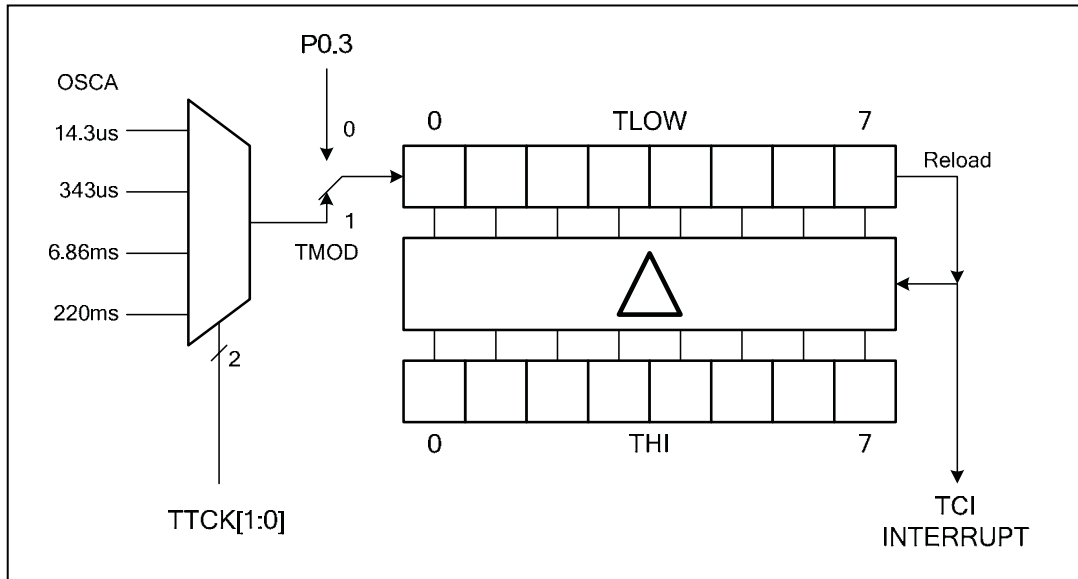 P0.3
OSCA
14.3us
343us
6.86ms
220ms
2
TTCK[1:0]
0
1
TMOD
0 TLOW 7
Reload
0 THI 7
TCI
INTERRUPT